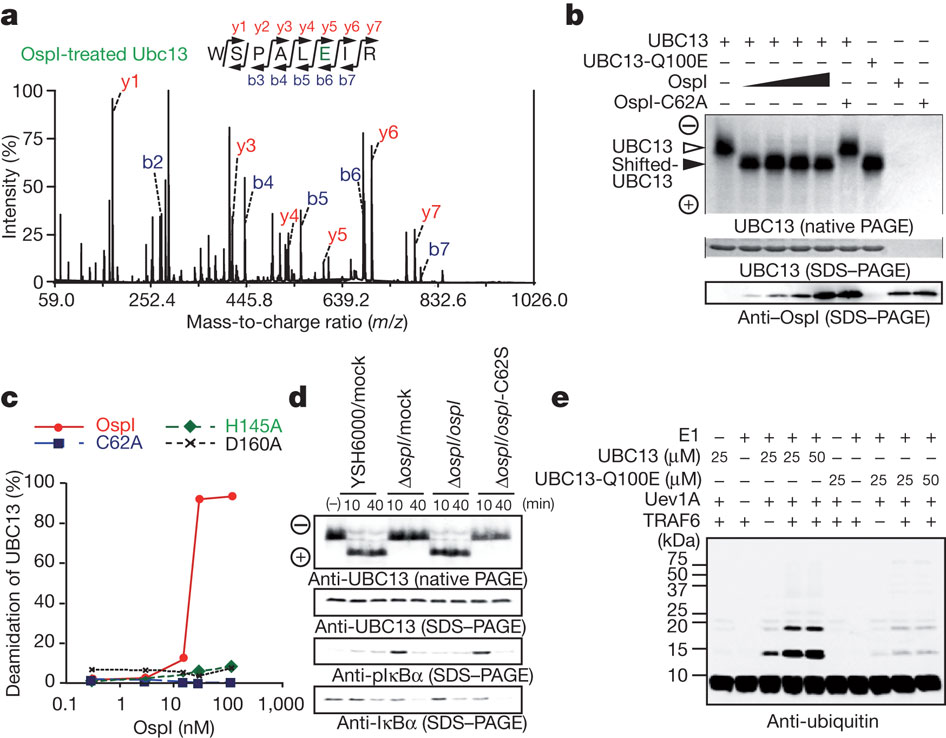 a
OspI-treated Ubc13
y1 y2 y3 y4 y5 y6 y7
W S P A L E I R
b3 b4 b5 b6 b7
Intensity (%)
100
75
50
25
0
y1
b2
y3
b4
y4
b5
y5
b6
y6
y7
b7
59.0 252.4 445.8 639.2 832.6 1026.0
Mass-to-charge ratio (m/z)
b
UBC13 + + + + + + – – –
UBC13-Q100E – – – – – – + – –
OspI – – – + –
OspI-C62A – – – – – + – – +
−
UBC13
Shifted-
UBC13
+
UBC13 (native PAGE)
UBC13 (SDS–PAGE)
Anti–OspI (SDS–PAGE)
c
OspI H145A
C62A D160A
Deamidation of UBC13 (%)
100
80
60
40
20
0
0.1 1 10 100 1,000
OspI (nM)
d
YSH6000/mock
ΔospI/mock
ΔospI/ospI
ΔospI/ospI-C62S
(–) 10 40 10 40 10 40 10 40 (min)
−
+
Anti-UBC13 (native PAGE)
Anti-UBC13 (SDS–PAGE)
Anti-pIκBα (SDS–PAGE)
Anti-IκBα (SDS–PAGE)
e
E1 – + + + + – + + + +
UBC13 (μM) 25 – 25 25 50 – – – – –
UBC13-Q100E (μM) – – – – – 25 – 25 25 50
Uev1A + + + + + + + + + +
TRAF6 + + – + + + + – + +
(kDa)
75
50
37
25
20
15
10
Anti-ubiquitin